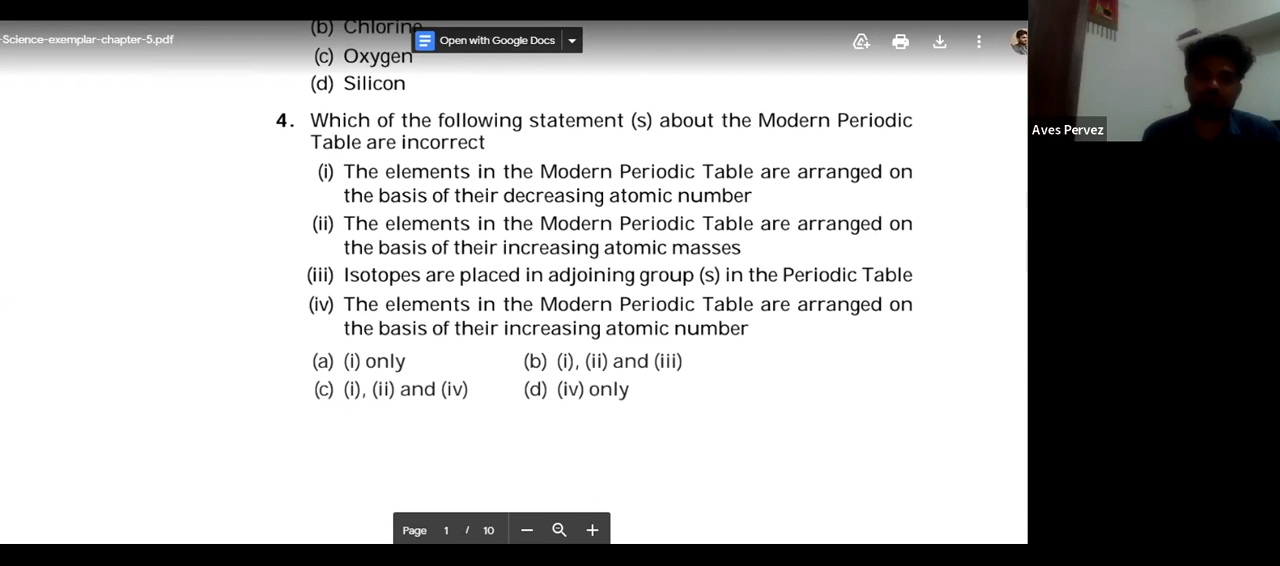 (b) Chlorine
-Science-exemplar-chapter-5.pdf
Open with Google Docs
(c) Oxygen
(d) Silicon
4. Which of the following statement (s) about the Modern Periodic
Table are incorrect
(i) The elements in the Modern Periodic Table are arranged on
the basis of their decreasing atomic number
(ii) The elements in the Modern Periodic Table are arranged on
the basis of their increasing atomic masses
(iii) Isotopes are placed in adjoining group (s) in the Periodic Table
(iv) The elements in the Modern Periodic Table are arranged on
the basis of their increasing atomic number
(a) (i) only (b) (i), (ii) and (iii)
(c) (i), (ii) and (iv) (d) (iv) only
Page 1 / 10
Aves Pervez